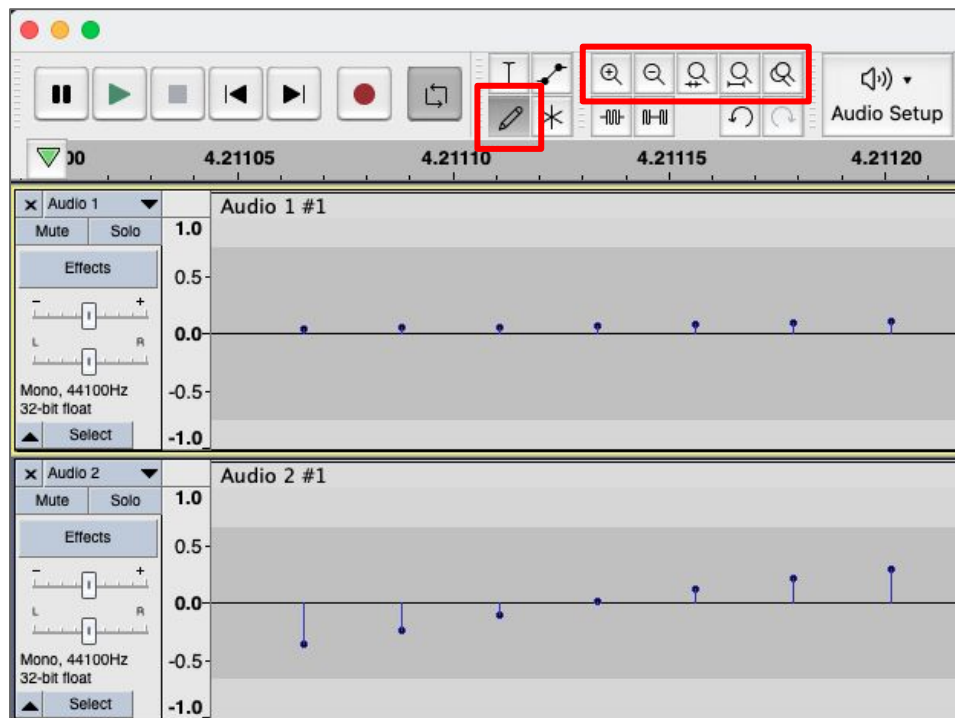 Audio Setup
00 4.21105 4.21110 4.21115 4.21120
× Audio 1
Audio 1 #1
Mute Solo
1.0
Effects
0.5
- +
0.0
L R
Mono, 44100Hz
-0.5
32-bit float
Select
-1.0
× Audio 2
Audio 2 #1
Mute Solo
1.0
Effects
0.5
- +
0.0
L R
Mono, 44100Hz
-0.5
32-bit float
Select
-1.0